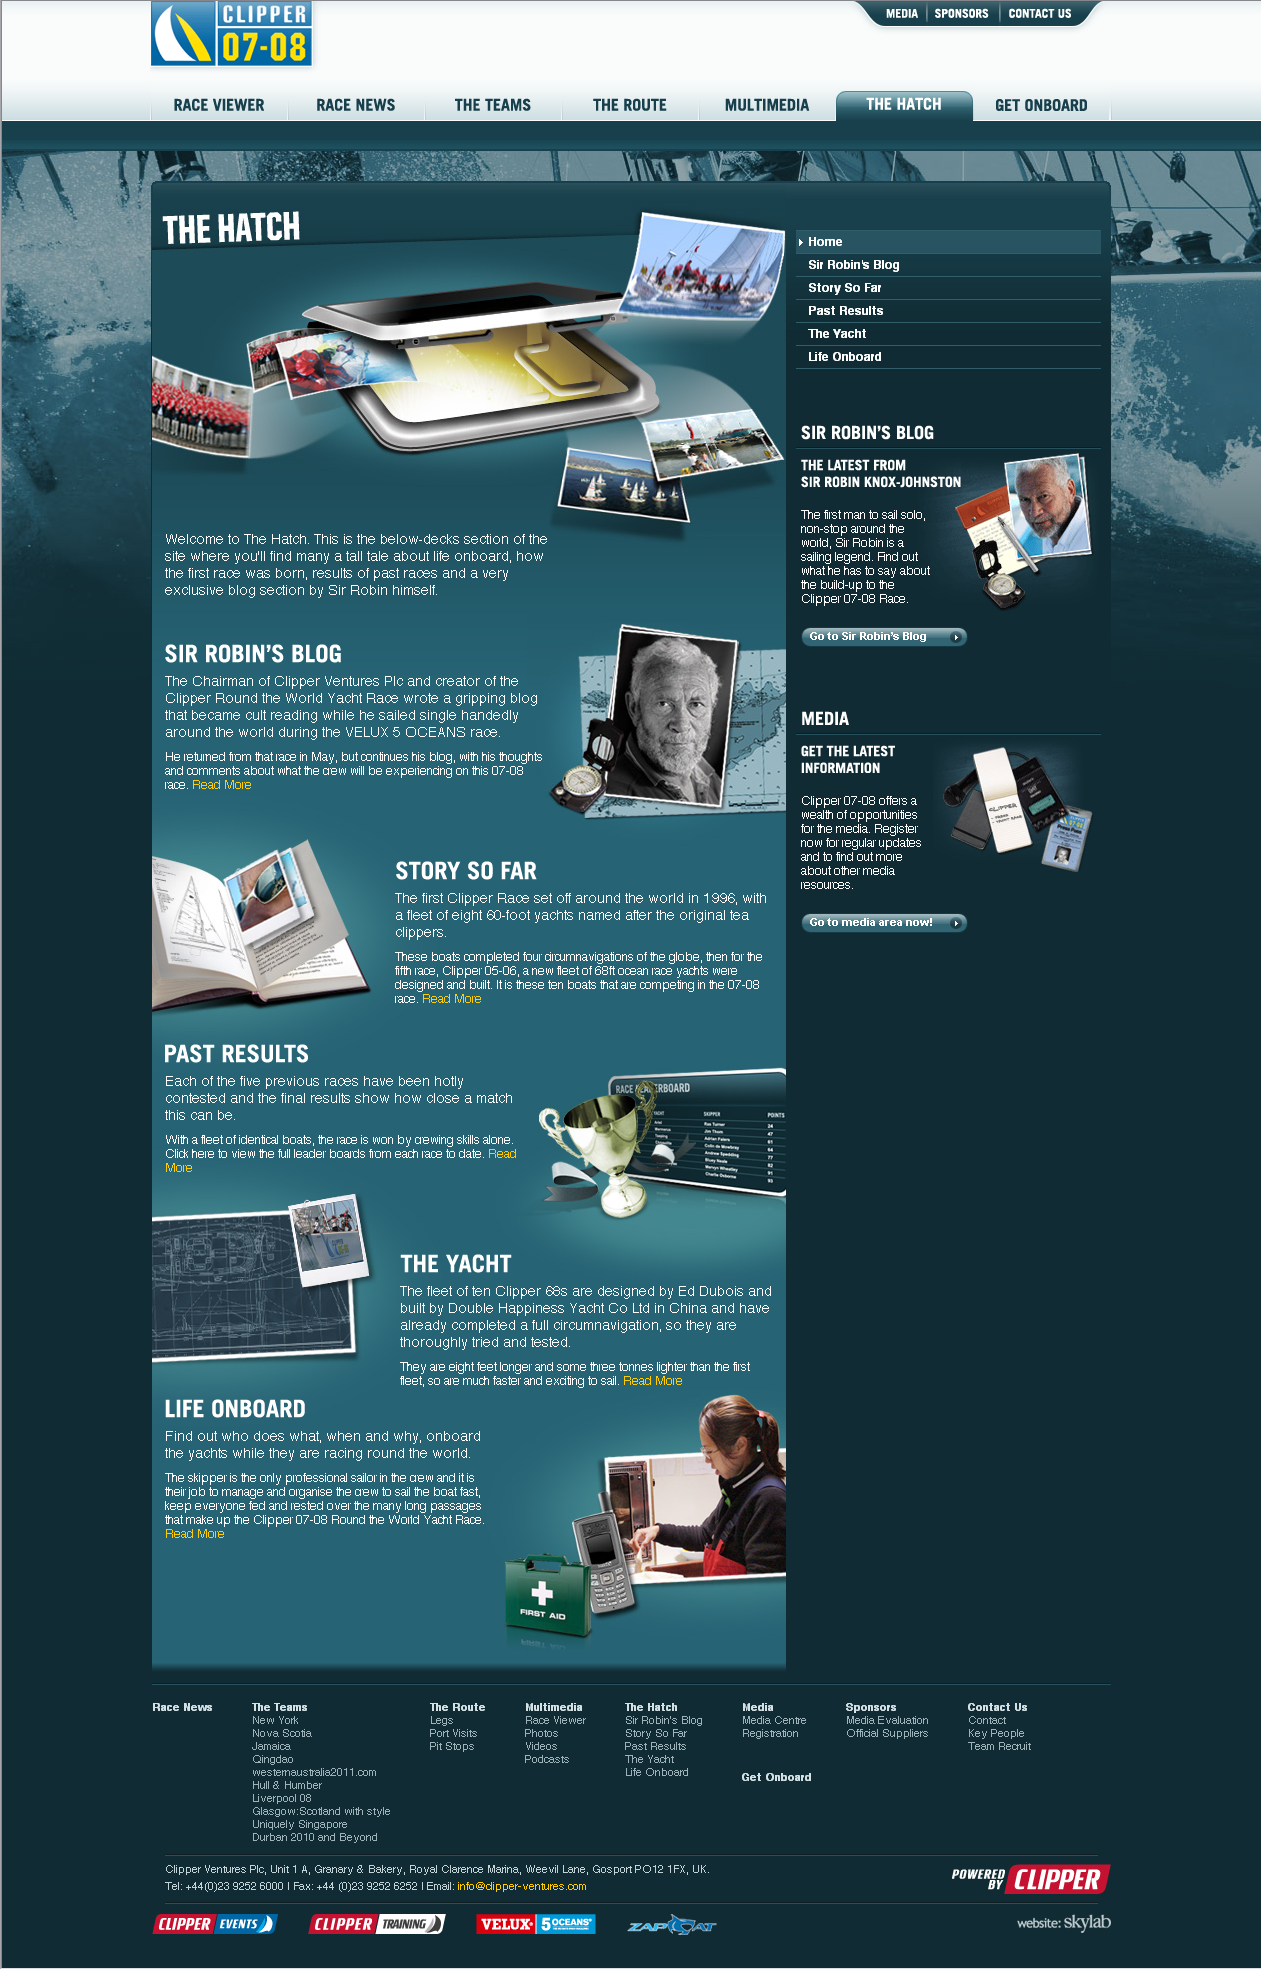 CLIPPER
07-08
MEDIA
SPONSORS
CONTACT US
RACE VIEWER
RACE NEWS
THE TEAMS
THE ROUTE
MULTIMEDIA
THE HATCH
GET ONBOARD
THE HATCH
Welcome to The Hatch. This is the below-decks section of the
site where you'll find many a tall tale about life onboard, how
the first race was born, results of past races and a very
exclusive blog section by Sir Robin himself.
SIR ROBIN'S BLOG
The Chairman of Clipper Ventures Plc and creator of the
Clipper Round the World Yacht Race wrote a gripping blog
that became cult reading while he sailed single handedly
around the world during the VELUX 5 OCEANS race.
He returned from that race in May, but continues his blog, with his thoughts
and comments about what the crew will be experiencing on this 07-08
race. Read More
STORY SO FAR
The first Clipper Race set off around the world in 1996, with
a fleet of eight 60-foot yachts named after the original tea
clippers.
These boats completed four circumnavigations of the globe, then for the
fifth race, Clipper 05-06, a new fleet of 68ft ocean race yachts were
designed and built. It is these ten boats that are competing in the 07-08
race. Read More
PAST RESULTS
Each of the five previous races have been hotly
contested and the final results show how close a match
this can be.
With a fleet of identical boats, the race is won by crewing skills alone.
Click here to view the full leader boards from each race to date. Read
More
RACE
ERBOARD
SKIPPER
POINTS
THE YACHT
The fleet of ten Clipper 68s are designed by Ed Dubois and
built by Double Happiness Yacht Co Ltd in China and have
already completed a full circumnavigation, so they are
thoroughly tried and tested.
They are eight feet longer and some three tonnes lighter than the first
fleet, so are much faster and exciting to sail. Read More
LIFE ONBOARD
Find out who does what, when and why, onboard
the yachts while they are racing round the world.
The skipper is the only professional sailor in the crew and it is
their job to manage and organise the crew to sail the boat fast,
keep everyone fed and rested over the many long passages
that make up the Clipper 07-08 Round the World Yacht Race.
Read More
FIRST AID
Home
Sir Robin's Blog
Story So Far
Past Results
The Yacht
Life Onboard
SIR ROBIN'S BLOG
THE LATEST FROM
SIR ROBIN KNOX-JOHNSTON
The first man to sail solo,
non-stop around the
world, Sir Robin is a
sailing legend. Find out
what he has to say about
the build-up to the
Clipper 07-08 Race.
Go to Sir Robin's Blog
MEDIA
GET THE LATEST
INFORMATION
Clipper 07-08 offers a
wealth of opportunities
for the media. Register
now for regular updates
and to find out more
about other media
resources.
CLIPPER
Go to media area now!
Race News
The Teams
New York
Nova Scotia
Jamaica
Qingdao
westernaustralia2011.com
Hull & Humber
Liverpool 08
Glasgow:Scotland with style
Uniquely Singapore
Durban 2010 and Beyond
The Route
Legs
Port Visits
Pit Stops
Multimedia
Race Viewer
Photos
Videos
Podcasts
The Hatch
Sir Robin's Blog
Story So Far
Past Results
The Yacht
Life Onboard
Media
Media Centre
Registration
Get Onboard
Sponsors
Media Evaluation
Official Suppliers
Contact Us
Contact
Key People
Team Recruit
Clipper Ventures Plc, Unit 1 A, Granary & Bakery, Royal Clarence Marina, Weevil Lane, Gosport PO12 1FX, UK.
Tel: +44(0)23 9252 6000 | Fax: +44 (0)23 9252 6252 | Email: info@clipper-ventures.com
POWERED BY CLIPPER
CLIPPER EVENTS
CLIPPER TRAINING
VELUX 5 OCEANS
ZAPCAT
website: skylab